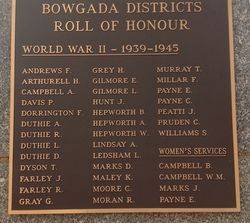 BOWGADA DISTRICTS
ROLL OF HONOUR
WORLD WAR II - 1939-1945
ANDREWS F.
ARTHURELL H.
CAMPBELL A.
DAVIS P.
DORRINGTON F.
DUTHIE A.
DUTHIE R.
DUTHIE L.
DUTHIE D.
DYSON T.
FARLEY J.
FARLEY R.
GRAY G.
GREY H.
GILMORE E.
GILMORE L.
HUNT J.
HEPWORTH B.
HEPWORTH A.
HEPWORTH W.
LINDSAY A.
LEDSHAM L.
MARKS D.
MALEY K.
MOORE C.
MORAN R.
MURRAY T.
MILLAR F.
PAYNE E.
PAYNE C.
PEATTI J.
PRUDEN C.
WILLIAMS S.
WOMEN'S SERVICES
CAMPBELL B.
CAMPBELL W.M.
MARKS J.
PAYNE E.